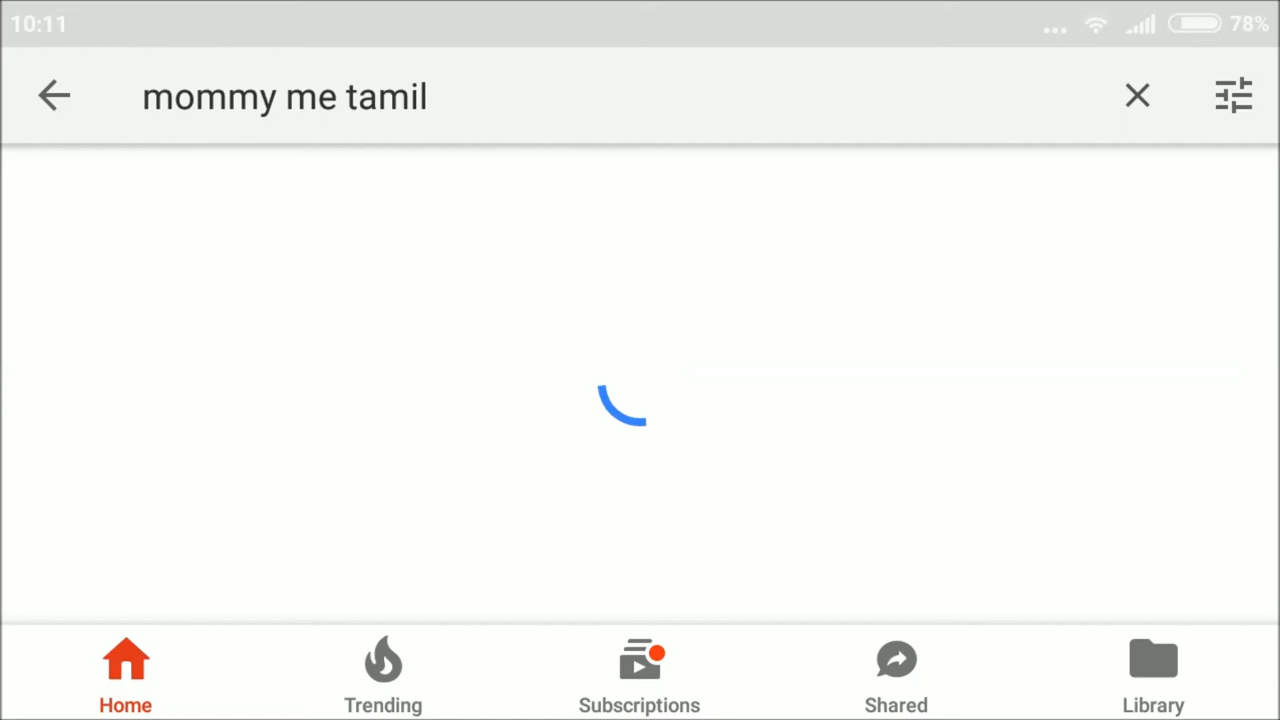 10:11
78%
mommy me tamil
Home
Trending
Subscriptions
Shared
Library